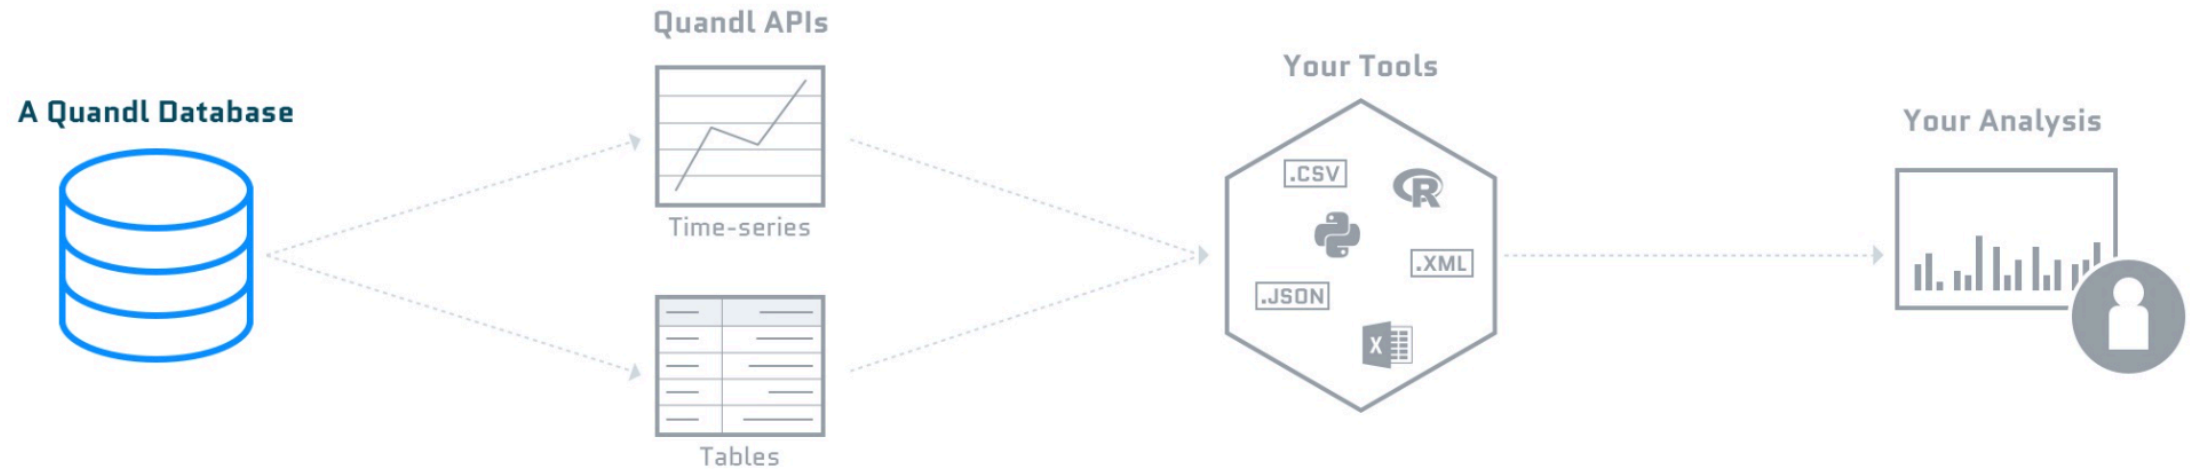 A Quandl Database
Quandl APIs
Time-series
Tables
Your Tools
.CSV
R
.XML
.JSON
X
Your Analysis